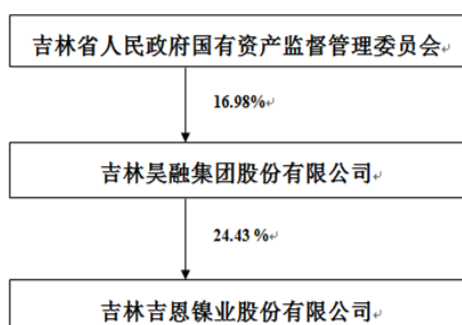 吉林省人民政府国有资产监督管理委员会
16.98%
吉林昊融集团股份有限公司
24.43 %
吉林吉恩镍业股份有限公司